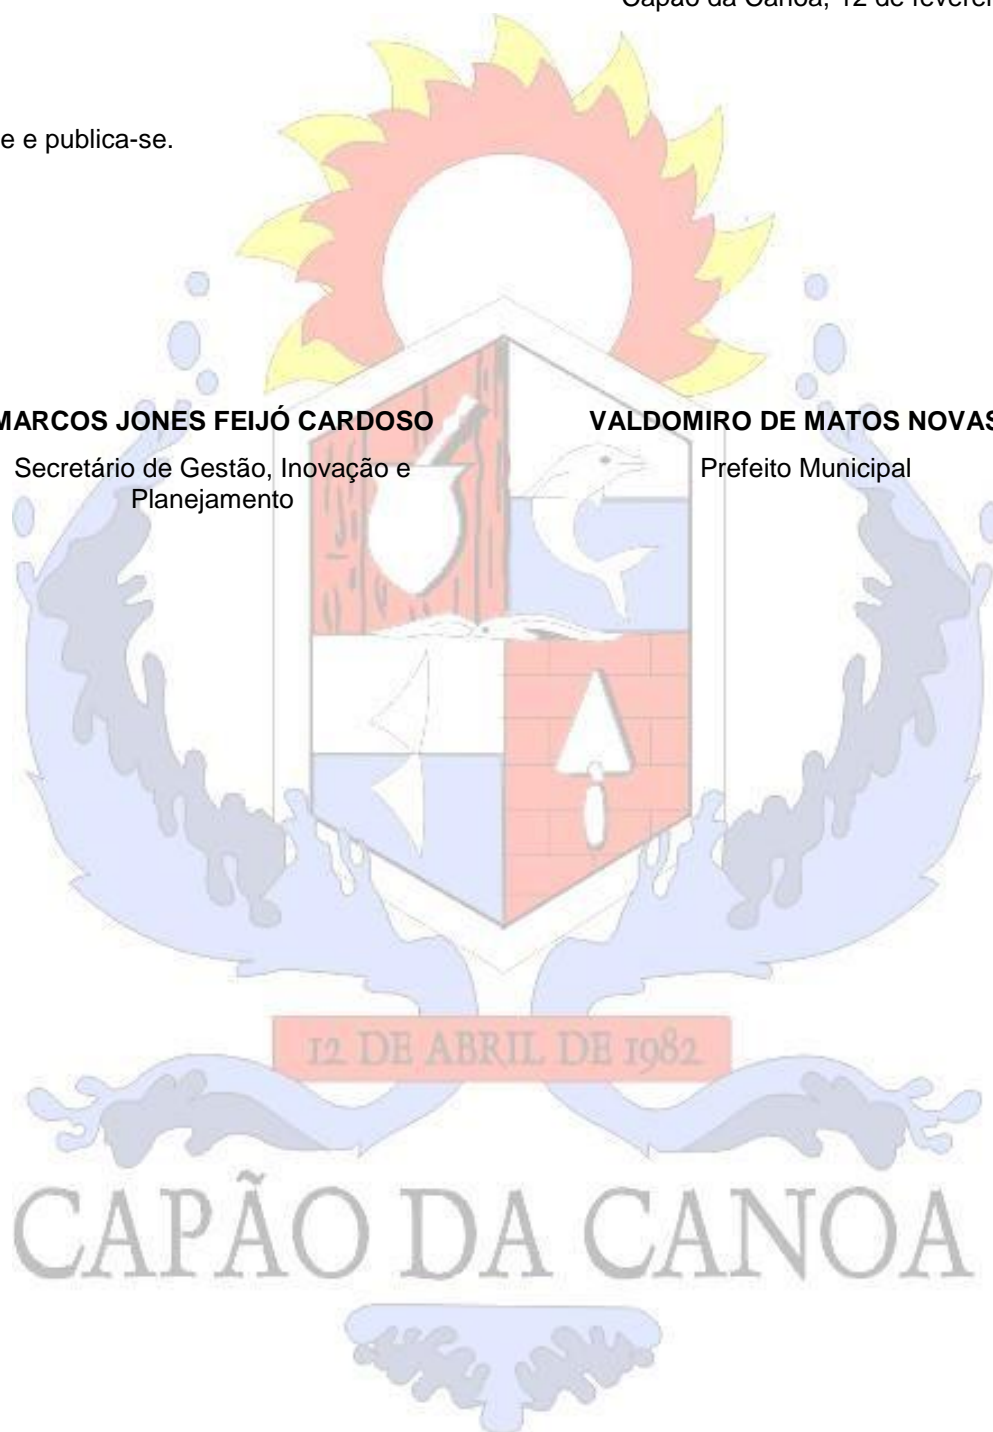 Capão da Canoa, 12 de feverei
e e publica-se.
MARCOS JONES FEIJÓ CARDOSO
VALDOMIRO DE MATOS NOVAS
Secretário de Gestão, Inovação e
Planejamento
Prefeito Municipal
12 DE ABRIL DE 1982
CAPÃO DA CANOA